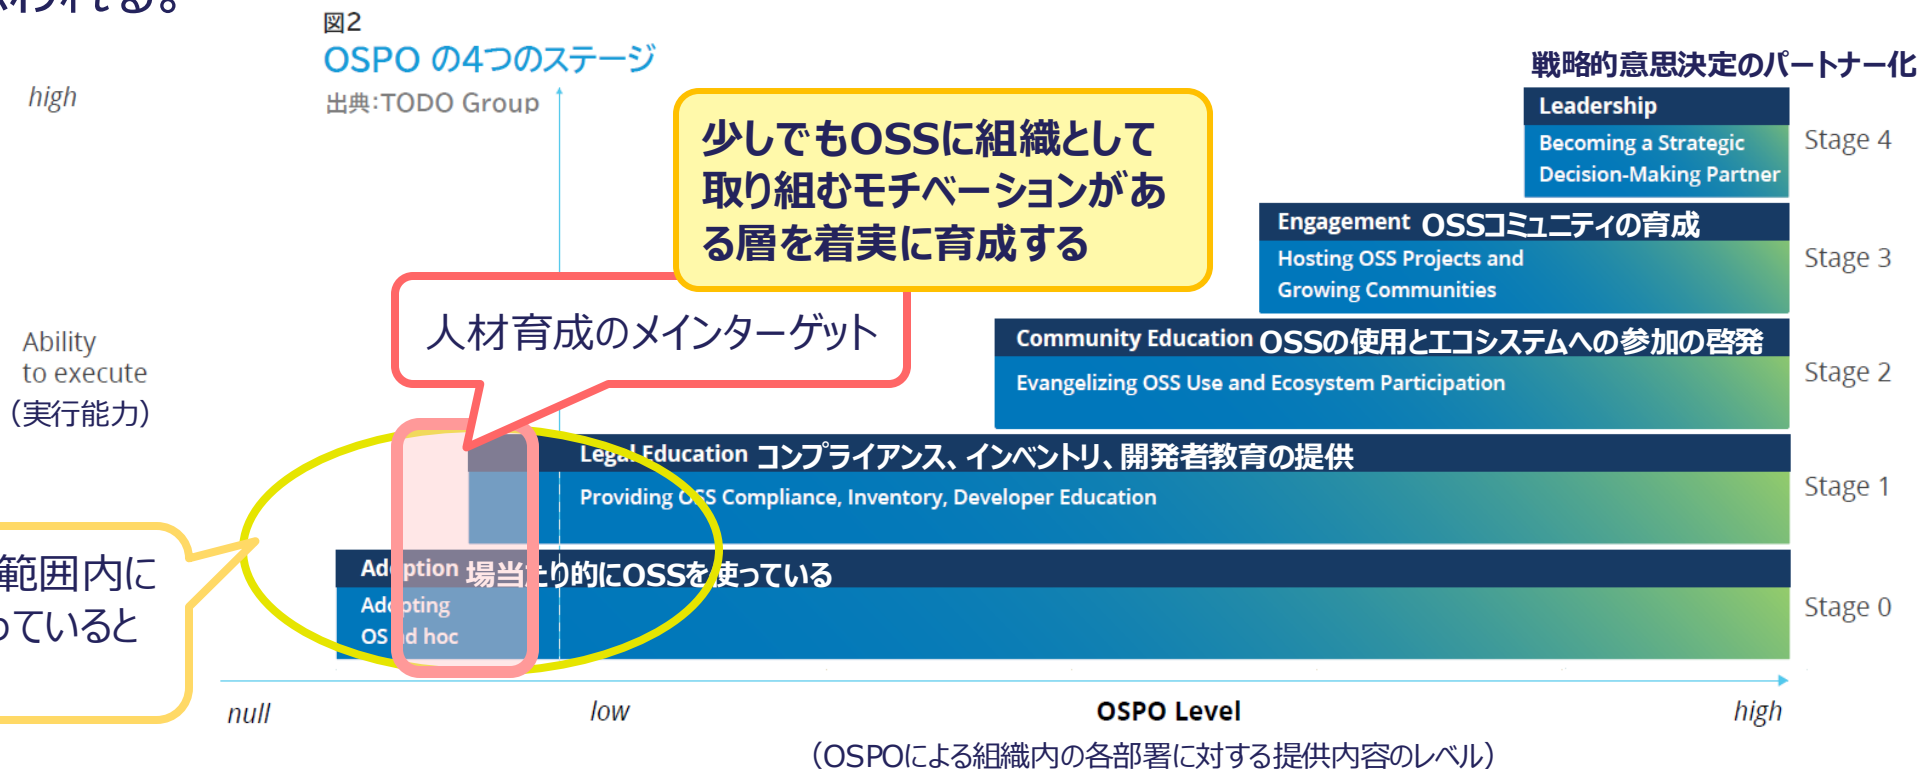 われる。
図2
OSPO の4つのステージ
出典:TODO Group
high
戦略的意思決定のパートナー化
Leadership
Becoming a Strategic
Decision-Making Partner
Stage 4
少しでもOSSに組織として
取り組むモチベーションがあ
る層を着実に育成する
Engagement OSSコミュニティの育成
Hosting OSS Projects and
Growing Communities
Stage 3
人材育成のメインターゲット
Ability
to execute
（実行能力）
Community Education OSSの使用とエコシステムへの参加の啓発
Evangelizing OSS Use and Ecosystem Participation
Stage 2
Legal Education コンプライアンス、インベントリ、開発者教育の提供
Providing OSS Compliance, Inventory, Developer Education
Stage 1
範囲内に
っていると
Adoption 場当たり的にOSSを使っている
Adopting
OS ad hoc
Stage 0
null
low
OSPO Level
high
（OSPOによる組織内の各部署に対する提供内容のレベル）